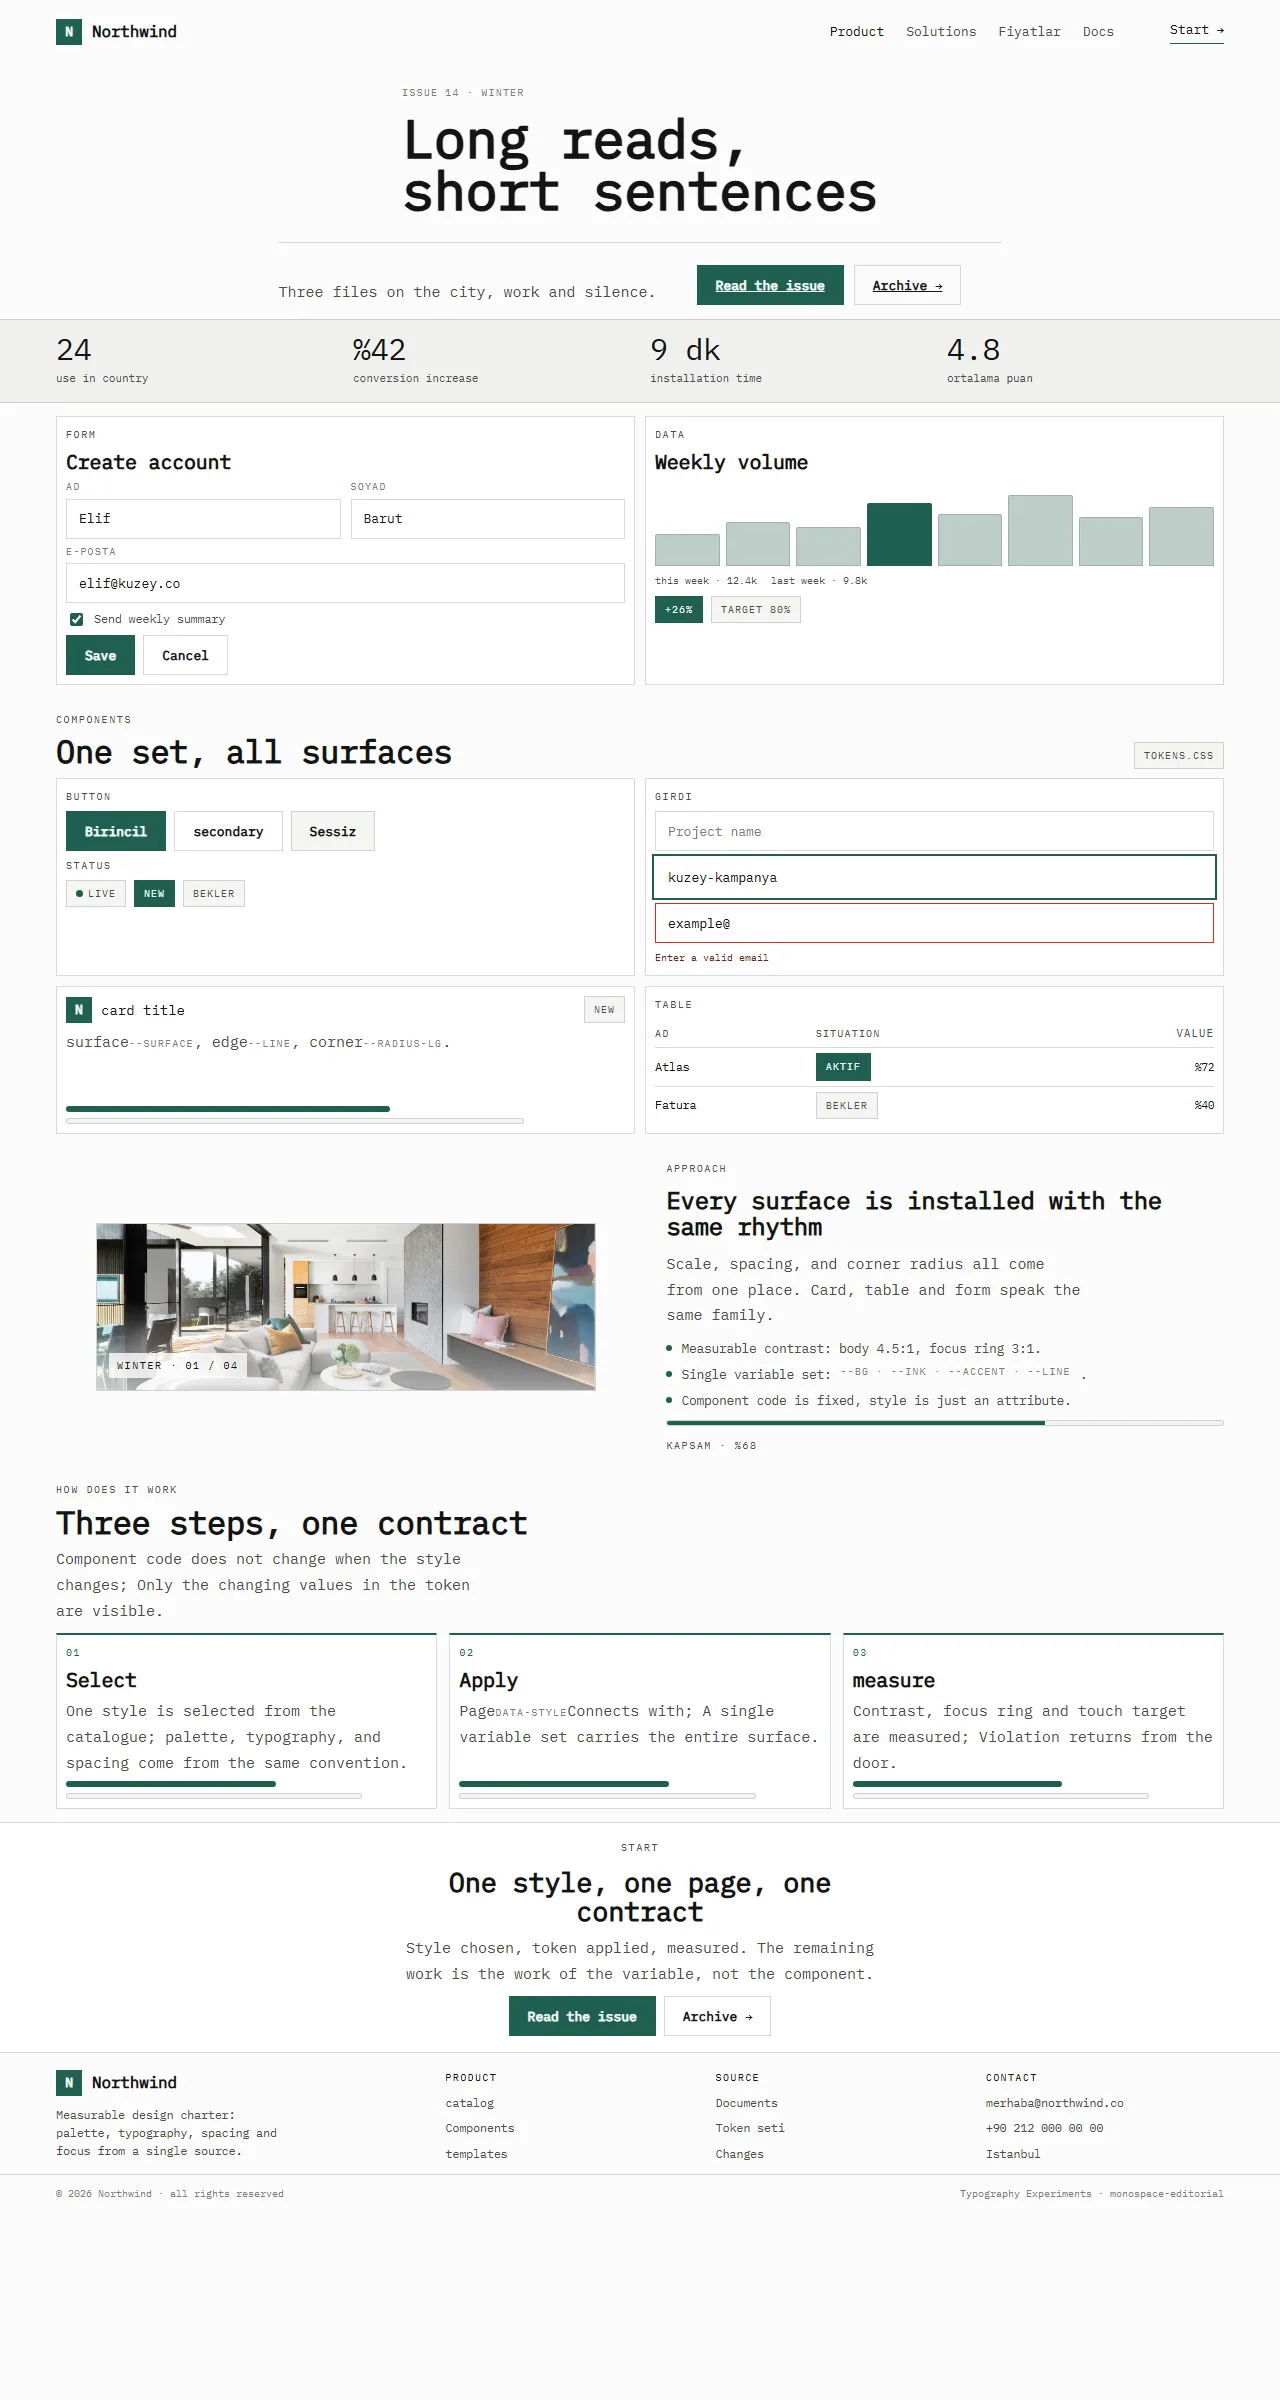 N Northwind
Product Solutions Fiyatlar Docs Start →
ISSUE 14 · WINTER
Long reads,
short sentences
Three files on the city, work and silence.
Read the issue
Archive →
24
use in country
%42
conversion increase
9 dk
installation time
4.8
ortalama puan
FORM
Create account
AD
SOYAD
Elif
Barut
E-POSTA
elif@kuzey.co
Send weekly summary
Save
Cancel
DATA
Weekly volume
this week · 12.4k last week · 9.8k
+26%
TARGET 80%
COMPONENTS
One set, all surfaces
TOKENS.CSS
BUTTON
Birincil
secondary
Sessiz
STATUS
LIVE
NEW
BEKLER
GIRDI
Project name
kuzey-kampanya
example@
Enter a valid email
N card title
NEW
surface--SURFACE, edge--LINE, corner--RADIUS-LG.
TABLE
AD SITUATION VALUE
Atlas AKTIF %72
Fatura BEKLER %40
WINTER · 01 / 04
APPROACH
Every surface is installed with the
same rhythm
Scale, spacing, and corner radius all come
from one place. Card, table and form speak the
same family.
Measurable contrast: body 4.5:1, focus ring 3:1.
Single variable set: --BG · --INK · --ACCENT · --LINE .
Component code is fixed, style is just an attribute.
KAPSAM · %68
HOW DOES IT WORK
Three steps, one contract
Component code does not change when the style
changes; Only the changing values in the token
are visible.
01
Select
One style is selected from the
catalogue; palette, typography, and
spacing come from the same convention.
02
Apply
PageDATA-STYLEConnects with; A single
variable set carries the entire surface.
03
measure
Contrast, focus ring and touch target
are measured; Violation returns from the
door.
START
One style, one page, one
contract
Style chosen, token applied, measured. The remaining
work is the work of the variable, not the component.
Read the issue
Archive →
N Northwind
Measurable design charter:
palette, typography, spacing and
focus from a single source.
PRODUCT
catalog
Components
templates
SOURCE
Documents
Token seti
Changes
CONTACT
merhaba@northwind.co
+90 212 000 00 00
Istanbul
© 2026 Northwind · all rights reserved
Typography Experiments · monospace-editorial